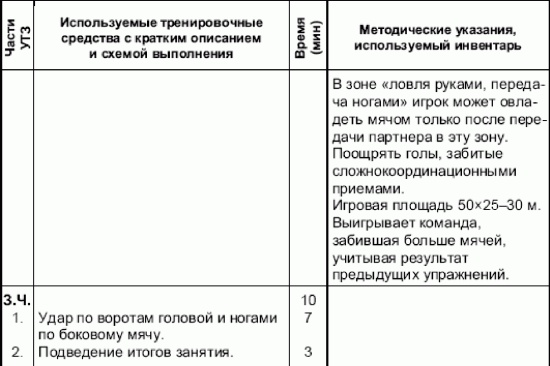 Части
УТЗ
Используемые тренировочные
средства с кратким описанием
и схемой выполнения
Время
(мин)
Методические указания,
используемый инвентарь
В зоне «ловля руками, переда-
ча ногами» игрок может овла-
деть мячом только после пере-
дачи партнера в эту зону.
Поощрять голы, забитые
сложнокоординационными
приемами.
Игровая площадь 50×25–30 м.
Выигрывает команда,
забившая больше мячей,
учитывая результат
предыдущих упражнений.
З.Ч. 10
1. Удар по воротам головой и ногами 7
по боковому мячу.
2. Подведение итогов занятия. 3